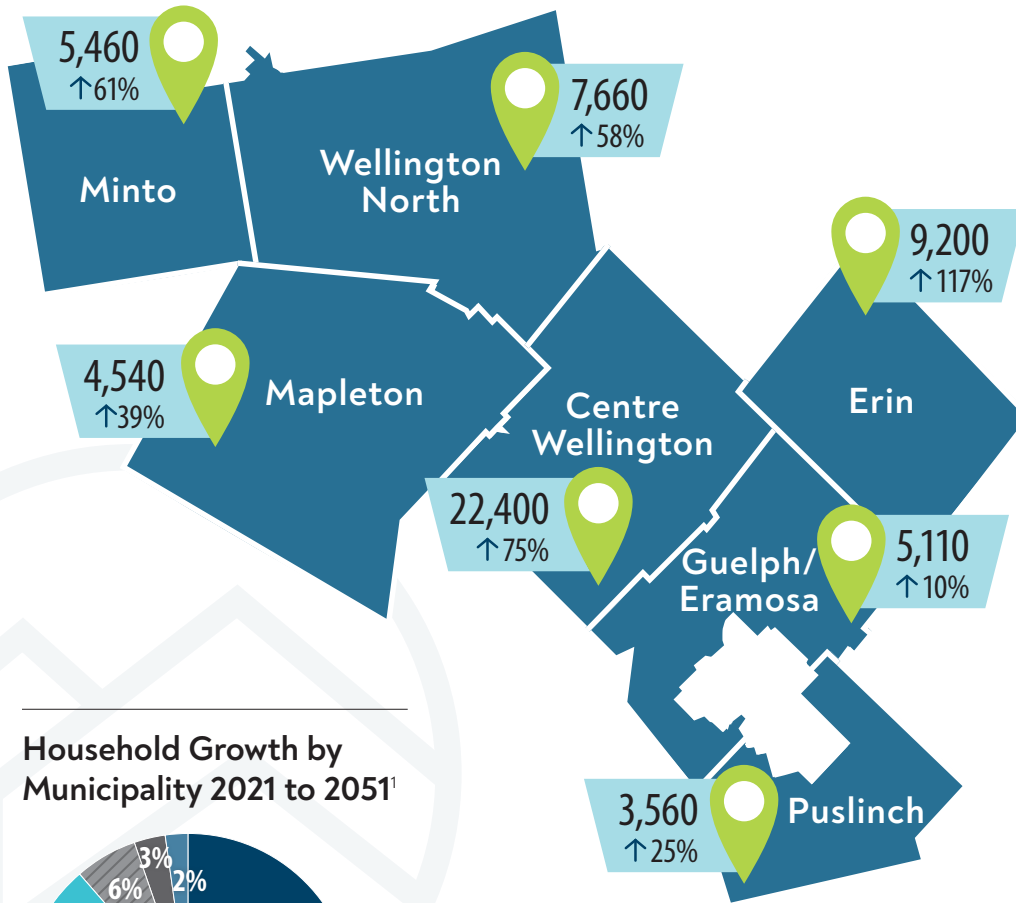 5,460
↑61%
Minto
Wellington
North
7,660
↑58%
9,200
↑117%
Erin
4,540
↑39%
Mapleton
Centre
Wellington
22,400
↑75%
Guelph/
Eramosa
5,110
↑10%
3,560
↑25%
Puslinch
Household Growth by
Municipality 2021 to 2051¹
6%
3%
2%